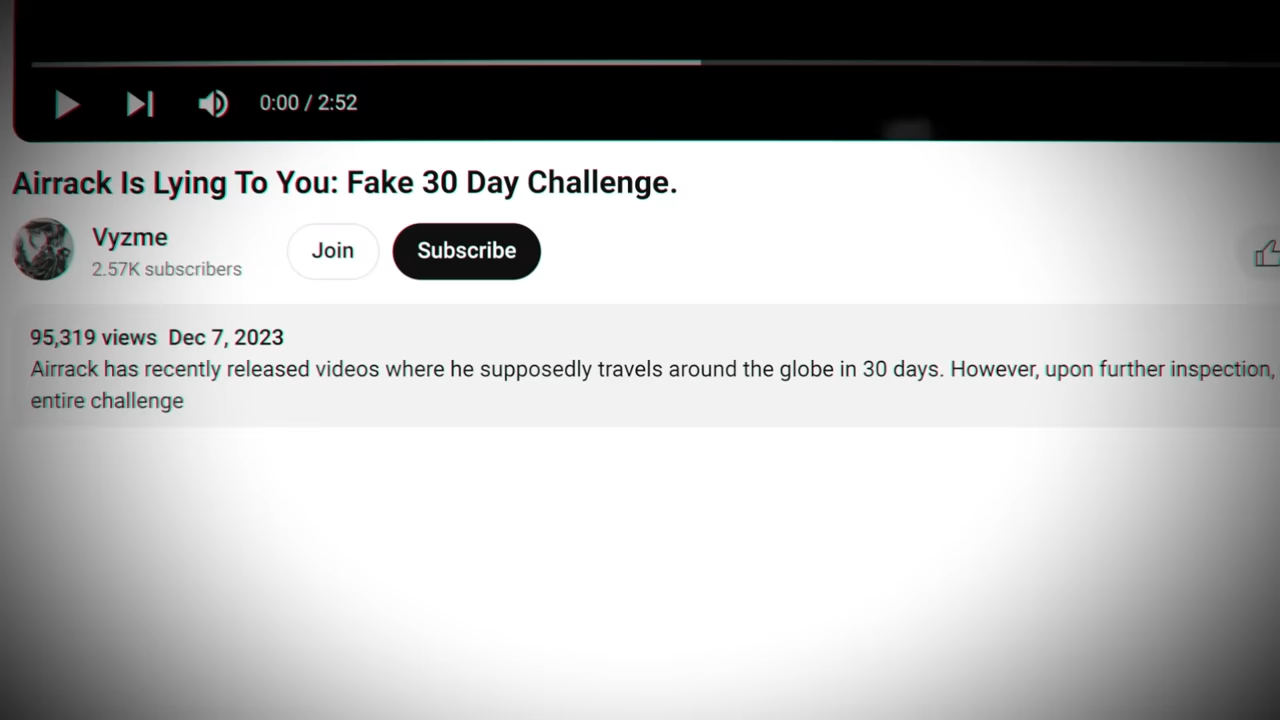 0:00 / 2:52
Airrack Is Lying To You: Fake 30 Day Challenge.
Vyzme
Join
Subscribe
2.57K subscribers
95,319 views Dec 7, 2023
Airrack has recently released videos where he supposedly travels around the globe in 30 days. However, upon further inspection,
entire challenge